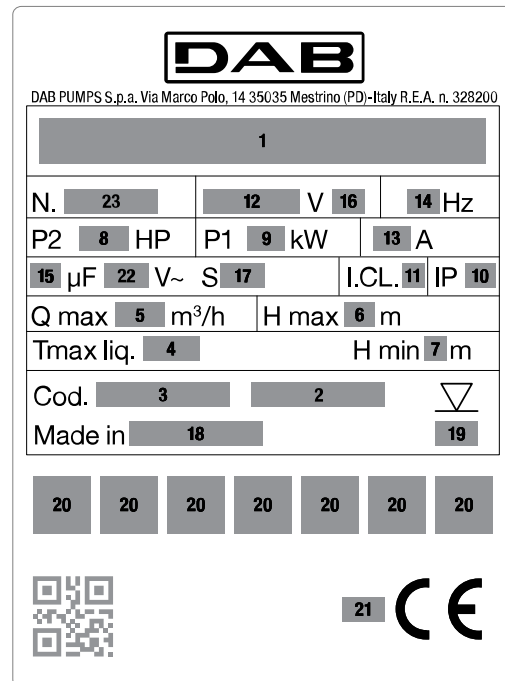 DAB
DAB PUMPS S.p.a. Via Marco Polo, 14 35035 Mestrino (PD)-Italy R.E.A. n. 328200
1
N. 23 12 V 16 14 Hz
P2 8 HP P1 9 kW 13 A
15 µF 22 V~ S 17 I.CL. 11 IP 10
Q max 5 m³/h H max 6 m
Tmax liq. 4 H min 7 m
Cod. 3 2
Made in 18 19
20 20 20 20 20 20 20
21 CE